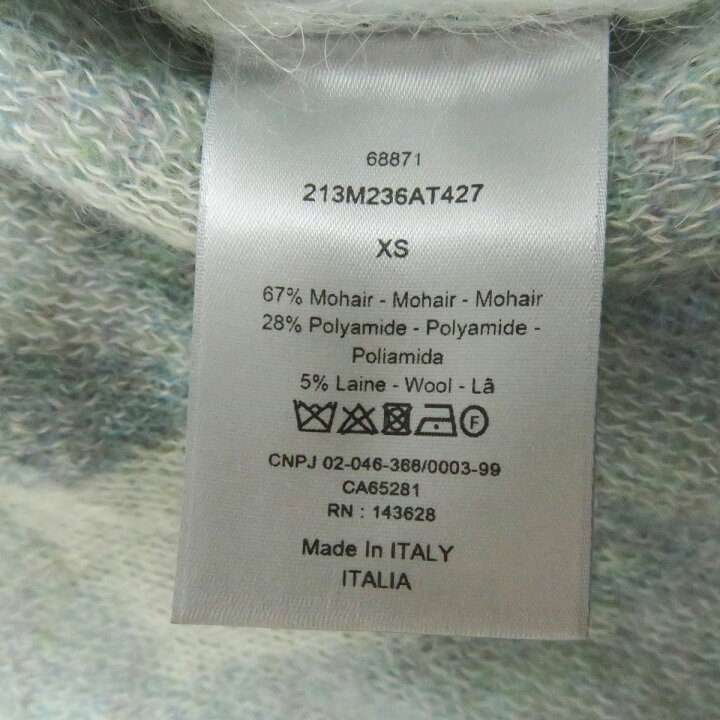 68871
213M236AT427
XS
67% Mohair - Mohair - Mohair
28% Polyamide - Polyamide -
Poliamida
5% Laine - Wool - Lã
F
CNPJ 02-046-368/0003-99
CA65281
RN : 143628
Made In ITALY
ITALIA